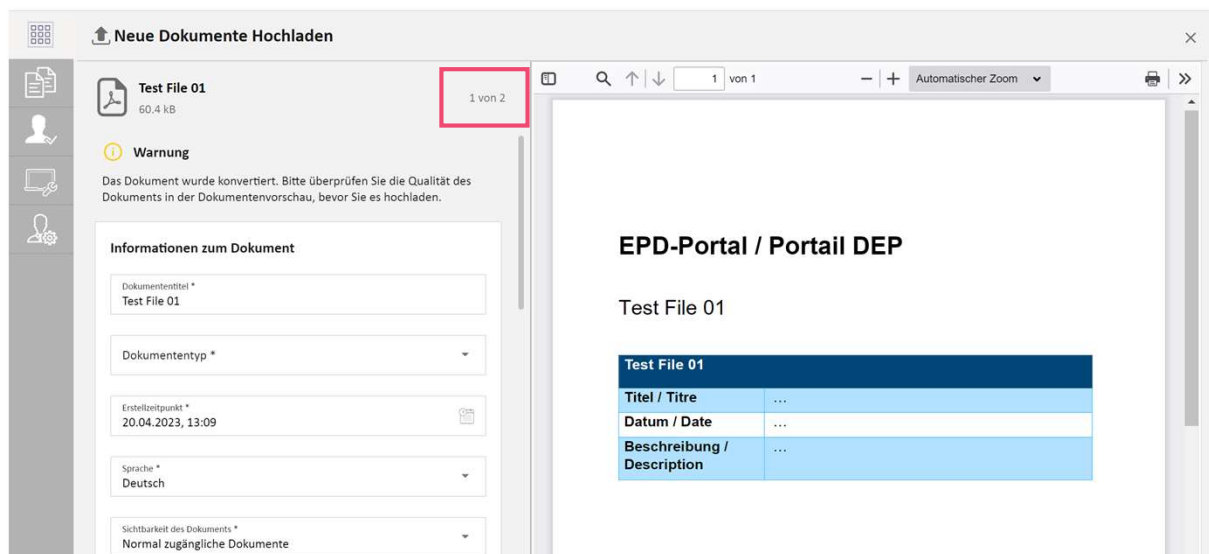 Neue Dokumente Hochladen
Test File 01
60.4 kB
1 von 2
Warnung
Das Dokument wurde konvertiert. Bitte überprüfen Sie die Qualität des
Dokuments in der Dokumentenvorschau, bevor Sie es hochladen.
Informationen zum Dokument
Dokumententitel *
Test File 01
Dokumententyp *
Erstellzeitpunkt *
20.04.2023, 13:09
Sprache *
Deutsch
Sichtbarkeit des Dokuments *
Normal zugängliche Dokumente
1 von 1
Automatischer Zoom
EPD-Portal / Portail DEP
Test File 01
Test File 01
Titel / Titre ...
Datum / Date ...
Beschreibung / ...
Description